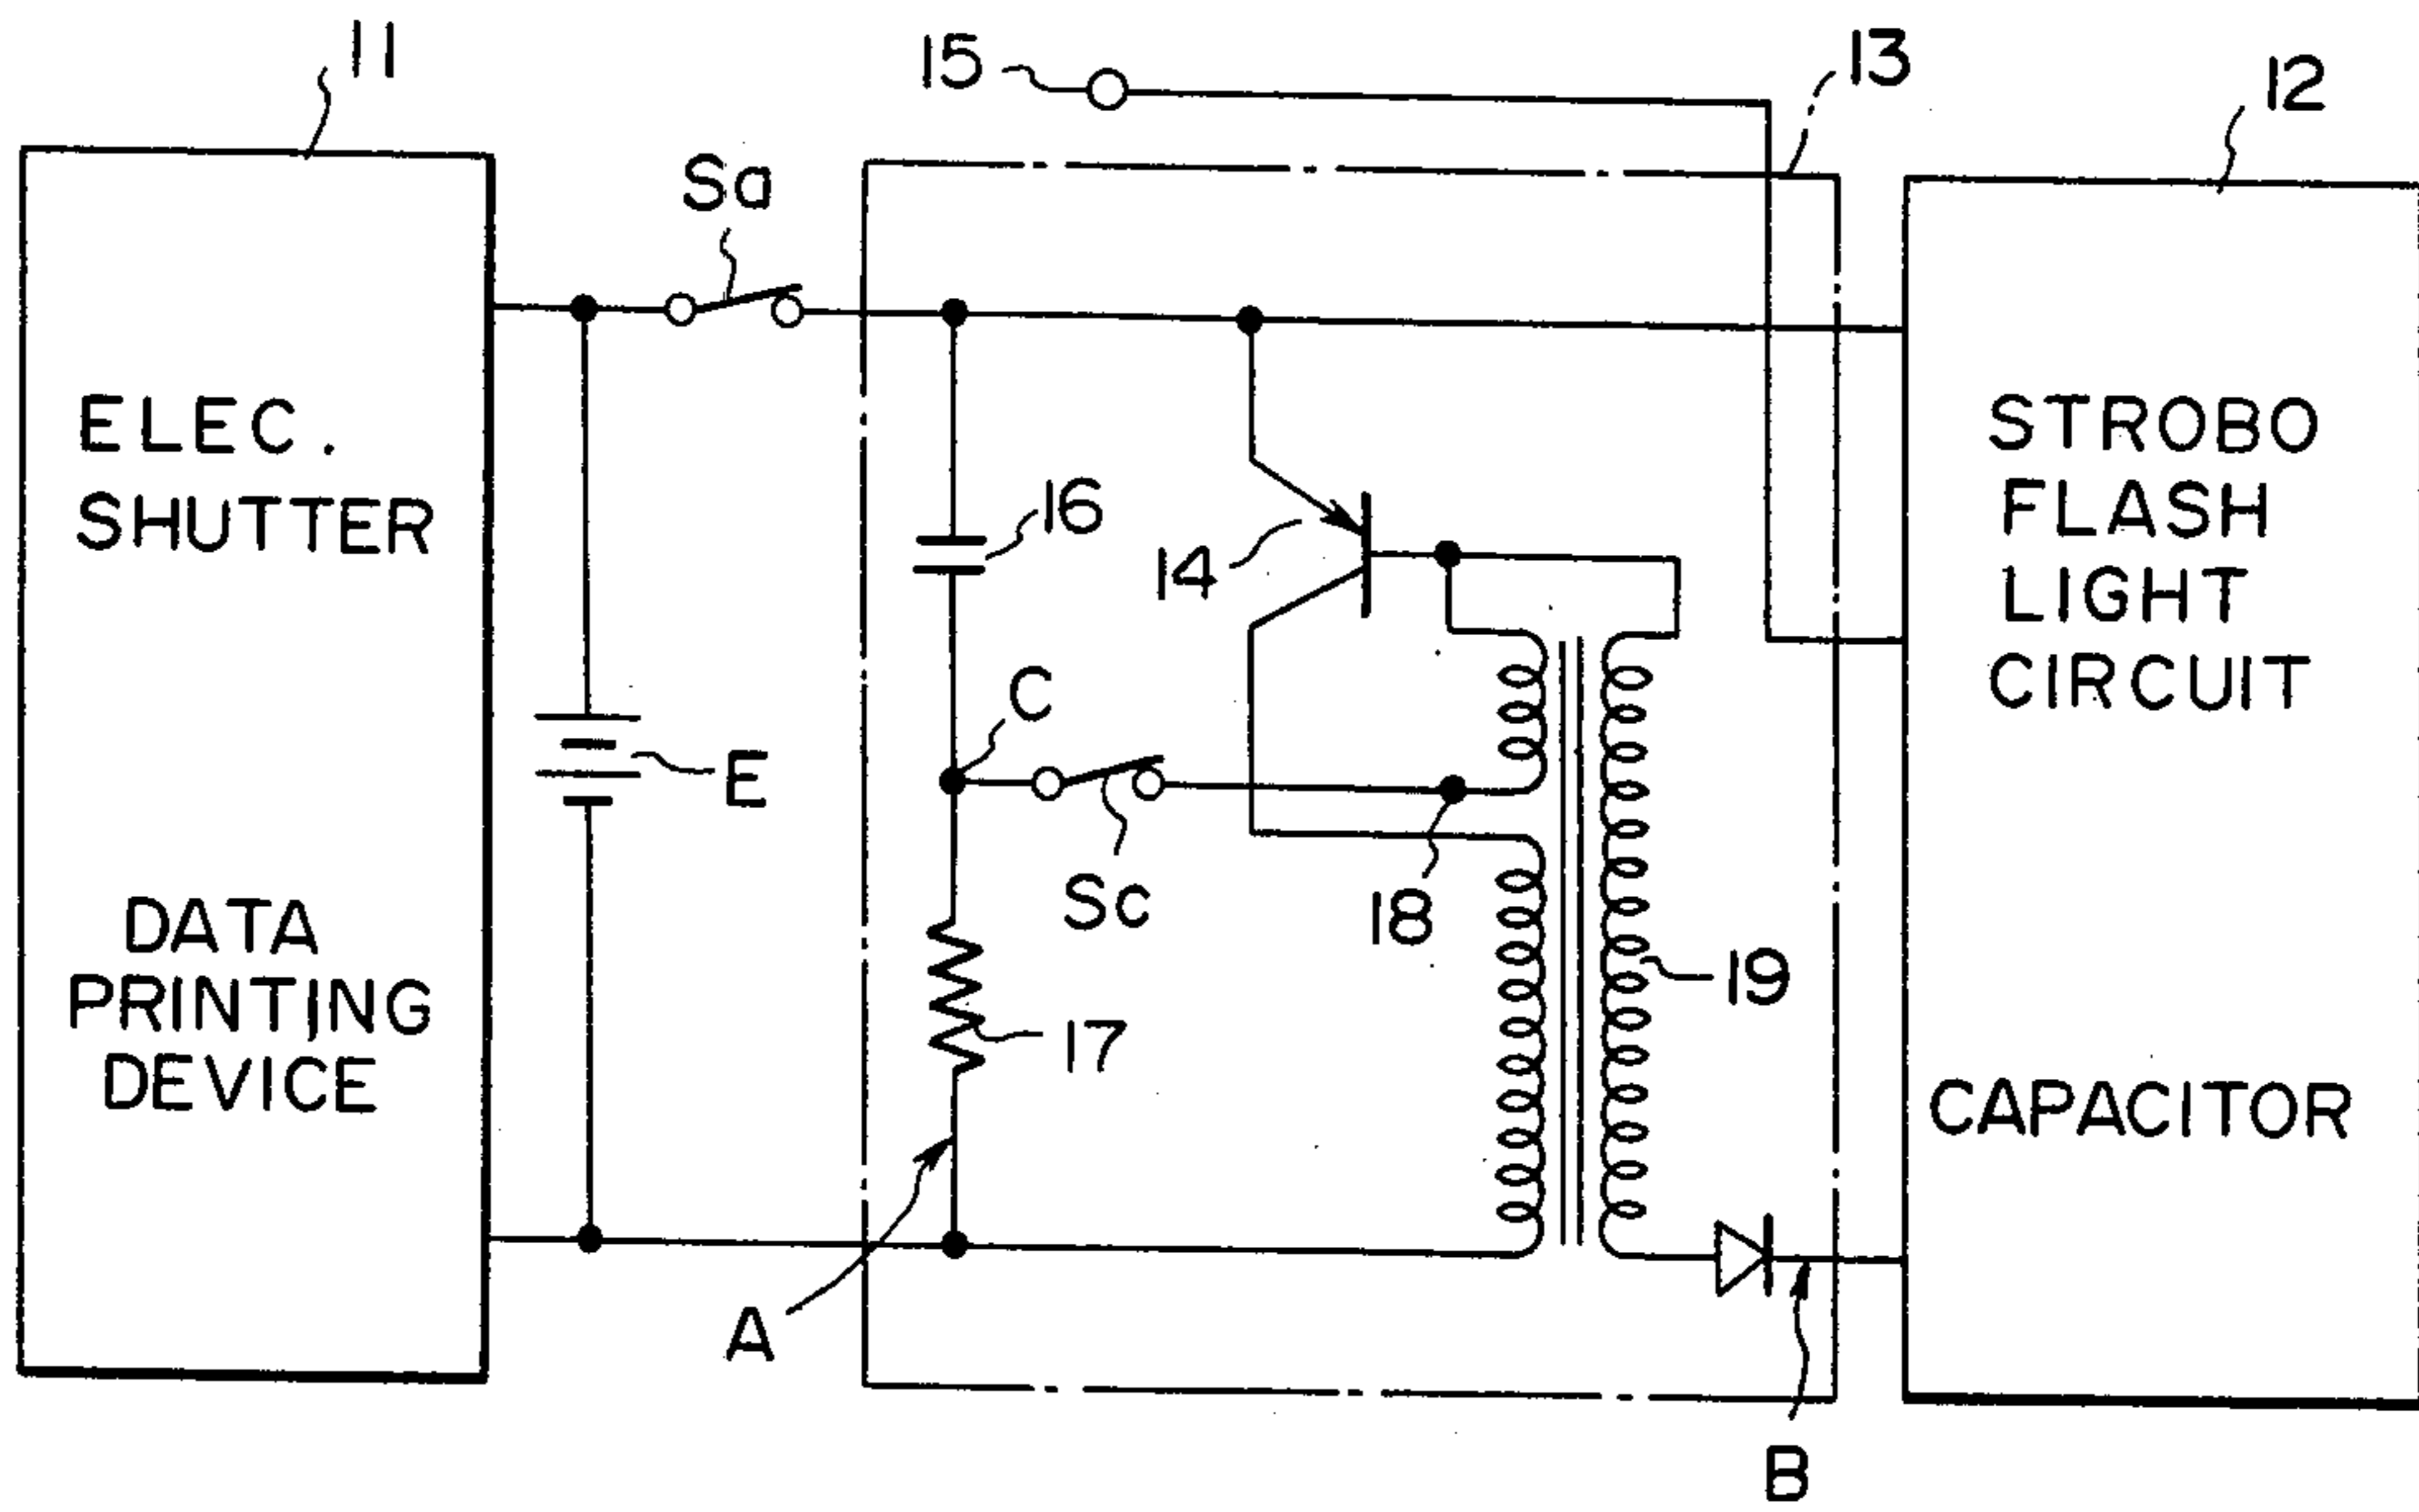 11
15
13
12
Sa
ELEC.
SHUTTER
16
14
STROBO
FLASH
LIGHT
CIRCUIT
C
E
Sc
18
DATA
PRINTING
DEVICE
19
17
CAPACITOR
A
B